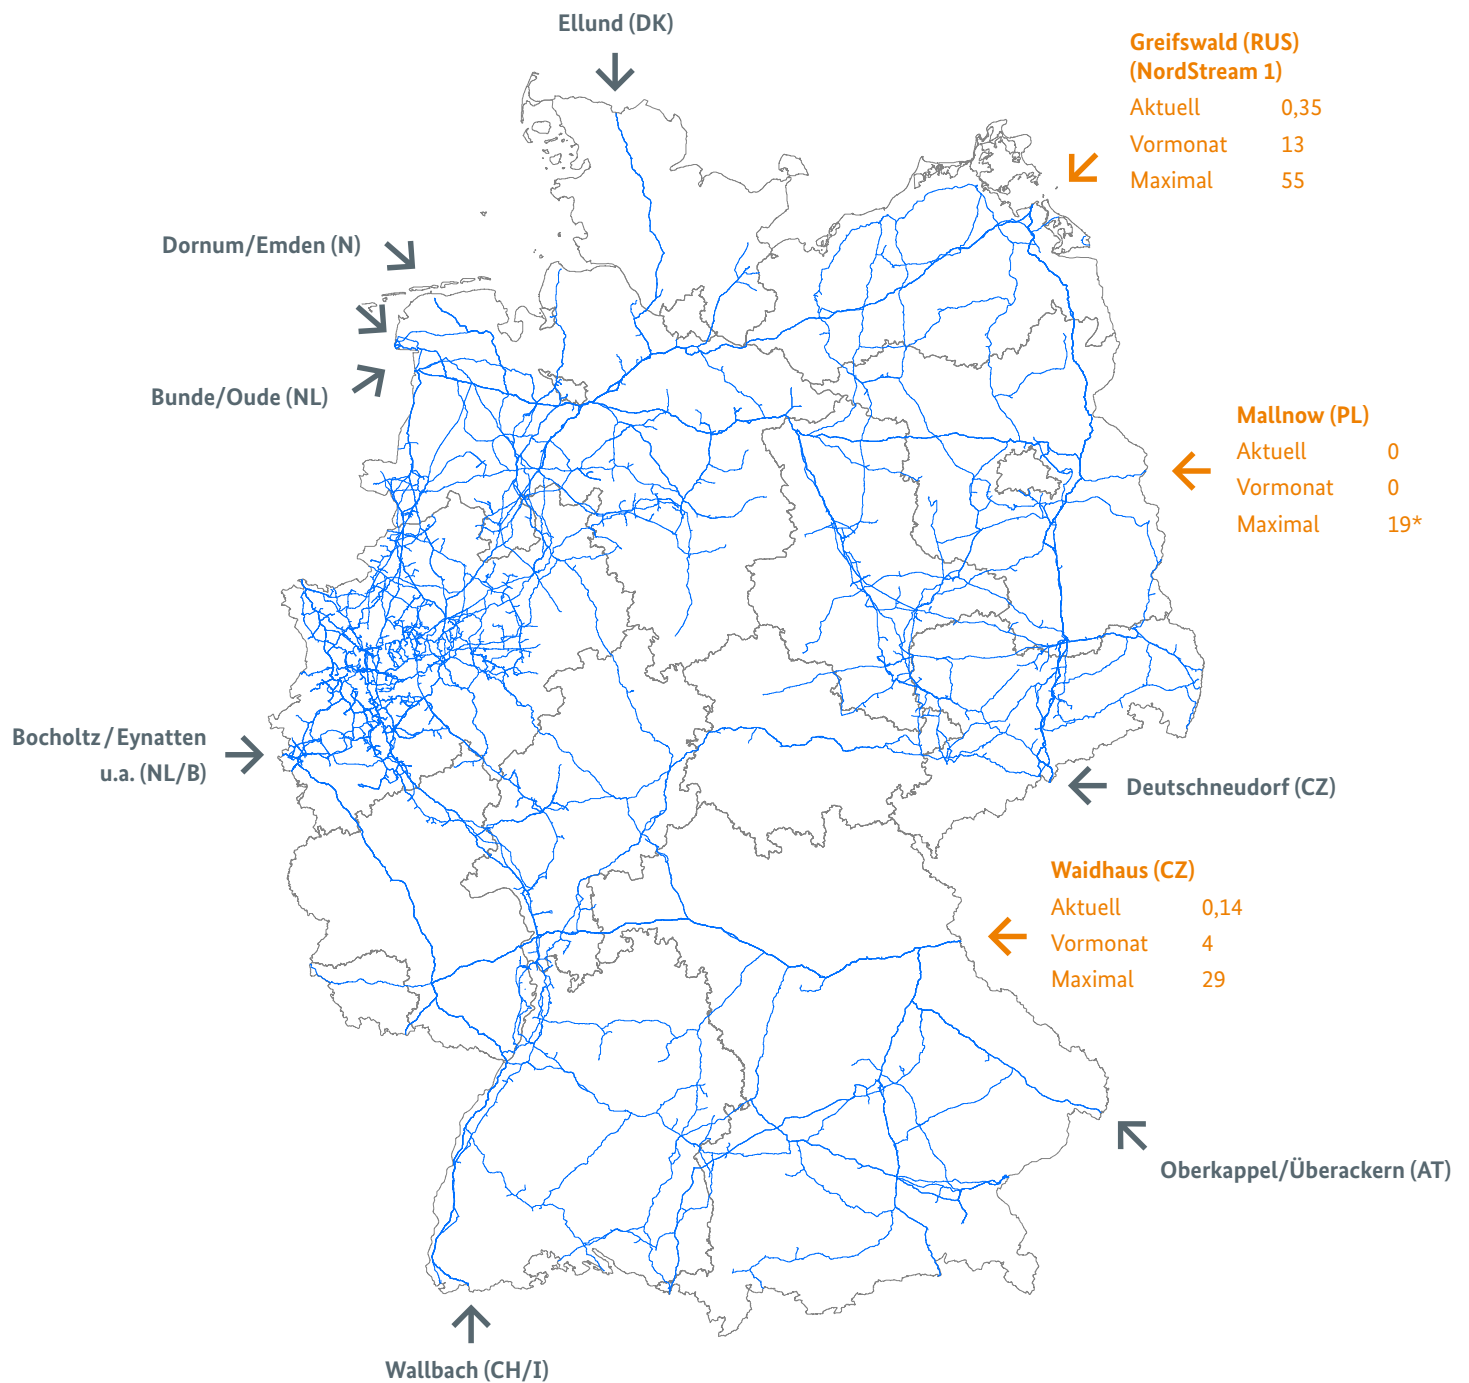 Ellund (DK)
Greifswald (RUS)
(NordStream 1)
Aktuell 0,35
Vormonat 13
Maximal 55
Dornum/Emden (N)
Bunde/Oude (NL)
Mallnow (PL)
Aktuell 0
Vormonat 0
Maximal 19*
Bocholtz / Eynatten
u.a. (NL/B)
Deutschneudorf (CZ)
Waidhaus (CZ)
Aktuell 0,14
Vormonat 4
Maximal 29
Oberkappel/Überackern (AT)
Wallbach (CH/I)